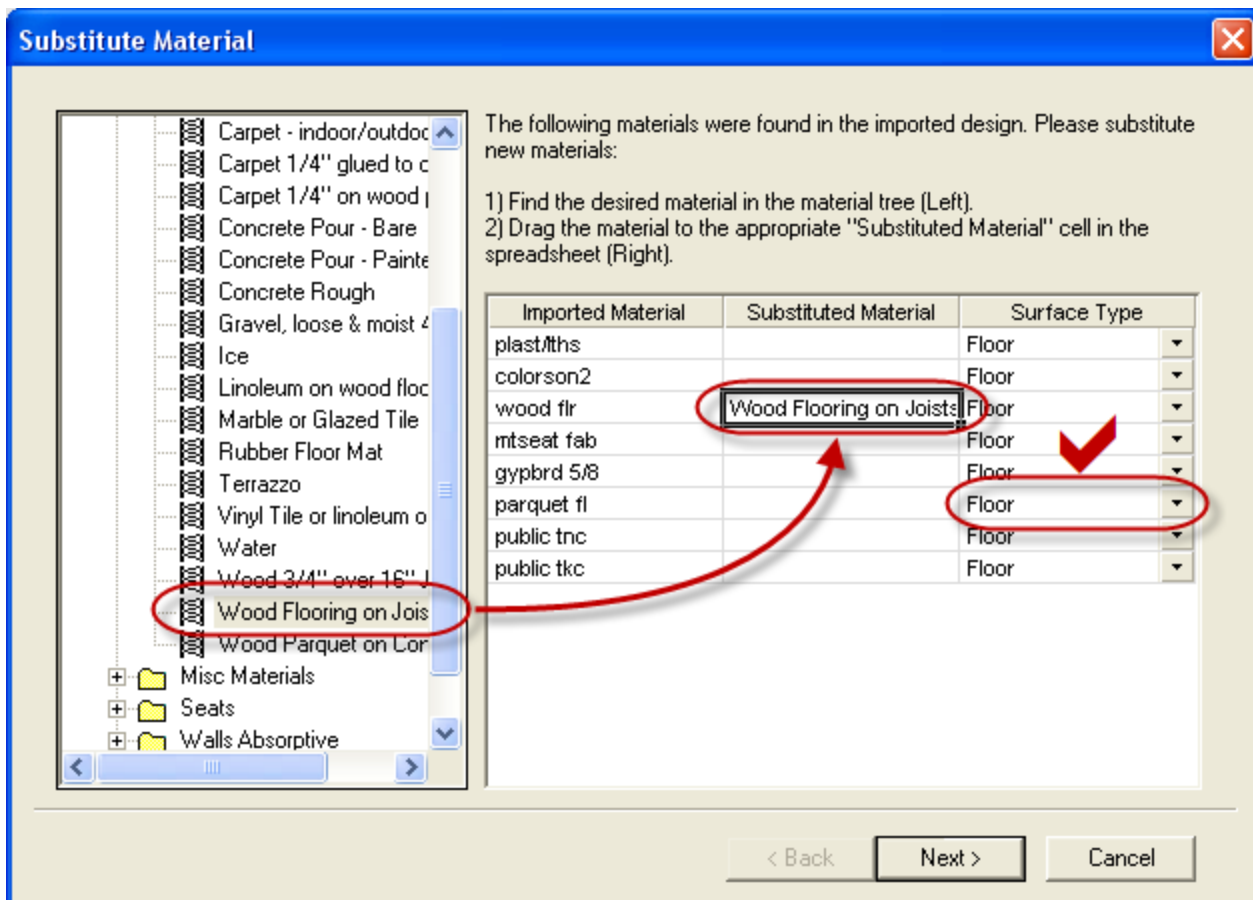 Substitute Material
Carpet - indoor/outdoc
Carpet 1/4" glued to c
Carpet 1/4" on wood
Concrete Pour - Bare
Concrete Pour - Painte
Concrete Rough
Gravel, loose & moist 4
Ice
Linoleum on wood floc
Marble or Glazed Tile
Rubber Floor Mat
Terrazzo
Vinyl Tile or linoleum o
Water
Wood 3/4" over 16" J
Wood Flooring on Jois
Wood Parquet on Con
Misc Materials
Seats
Walls Absorptive
The following materials were found in the imported design. Please substitute
new materials:
1) Find the desired material in the material tree (Left).
2) Drag the material to the appropriate "Substituted Material" cell in the
spreadsheet (Right).
Imported Material Substituted Material Surface Type
plast/lths Floor
colorson2 Floor
wood flr Wood Flooring on Joists Floor
mtseat fab Floor
gypbrd 5/8 Floor
parquet fl Floor
public tnc Floor
public tkc Floor
< Back Next > Cancel